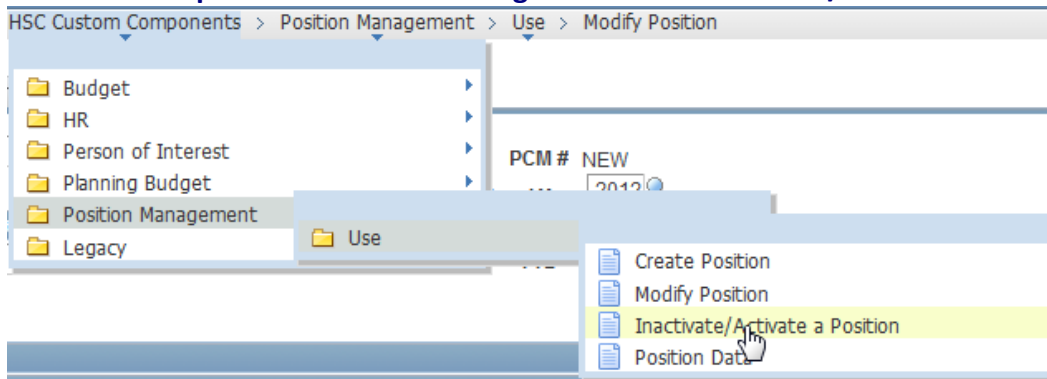 HSC Custom Components > Position Management > Use > Modify Position
Budget
HR
Person of Interest
PCM # NEW
Planning Budget
2012
Position Management
Use
Legacy
Create Position
Modify Position
Inactivate/Activate a Position
Position Data